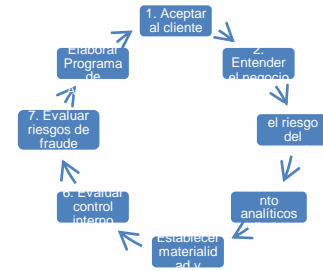 1. Aceptar
al cliente
2.
Entender
el negocio
el riesgo
del
nto
analíticos
Establecer
materialid
ad y
6. Evaluar
control
interno
7. Evaluar
riesgos de
fraude
Elaborar
Programa
de